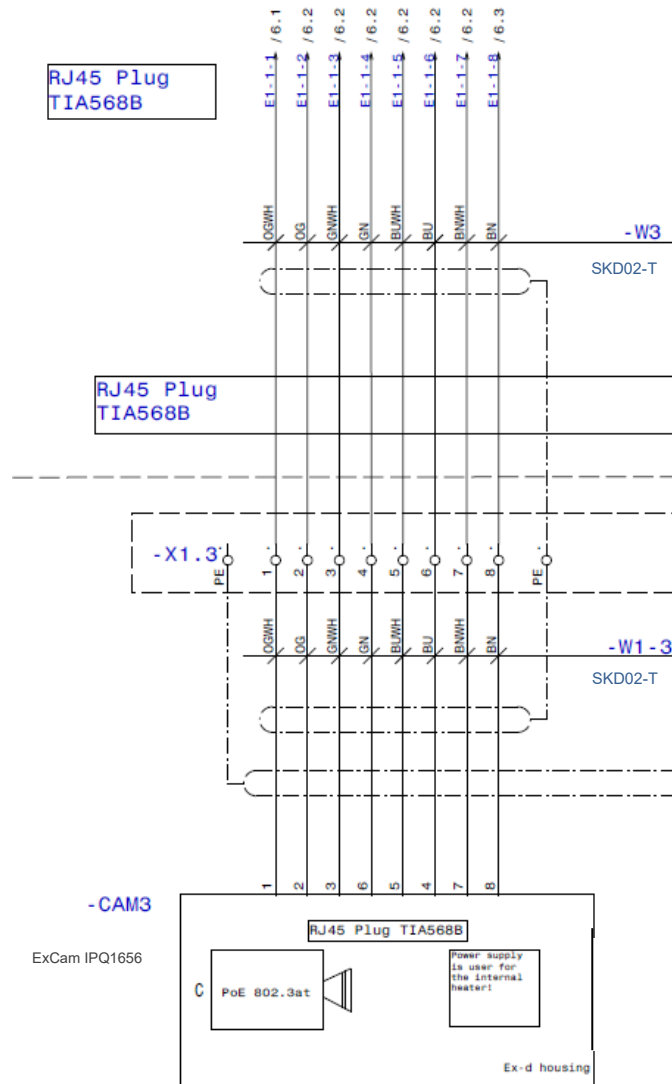 /6.1 /6.2 /6.2 /6.2 /6.2 /6.2 /6.2 /6.3
E1-1-1 E1-1-2 E1-1-3 E1-1-4 E1-1-5 E1-1-6 E1-1-7 E1-1-8
RJ45 Plug
TIA568B
OGWH OG GNWH GN BUWH BU BNWH BN
-W3
SKD02-T
RJ45 Plug
TIA568B
-X1.3
PE 1 2 3 4 5 6 7 8 PE
OGWH OG GNWH GN BUWH BU BNWH BN
-W1-3
SKD02-T
1 2 3 6 5 4 7 8
-CAM3
RJ45 Plug TIA568B
ExCam IPQ1656
C
PoE 802.3at
Power supply
is user for
the internal
heater!
Ex-d housing